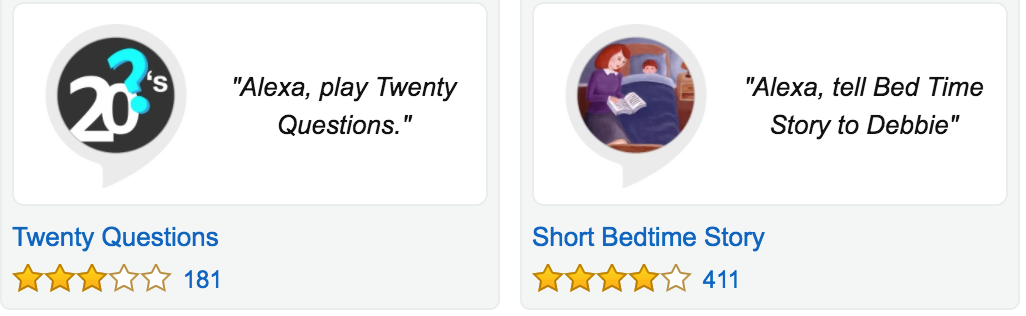 20?'s
"Alexa, play Twenty
Questions."
Twenty Questions
181
"Alexa, tell Bed Time
Story to Debbie"
Short Bedtime Story
411